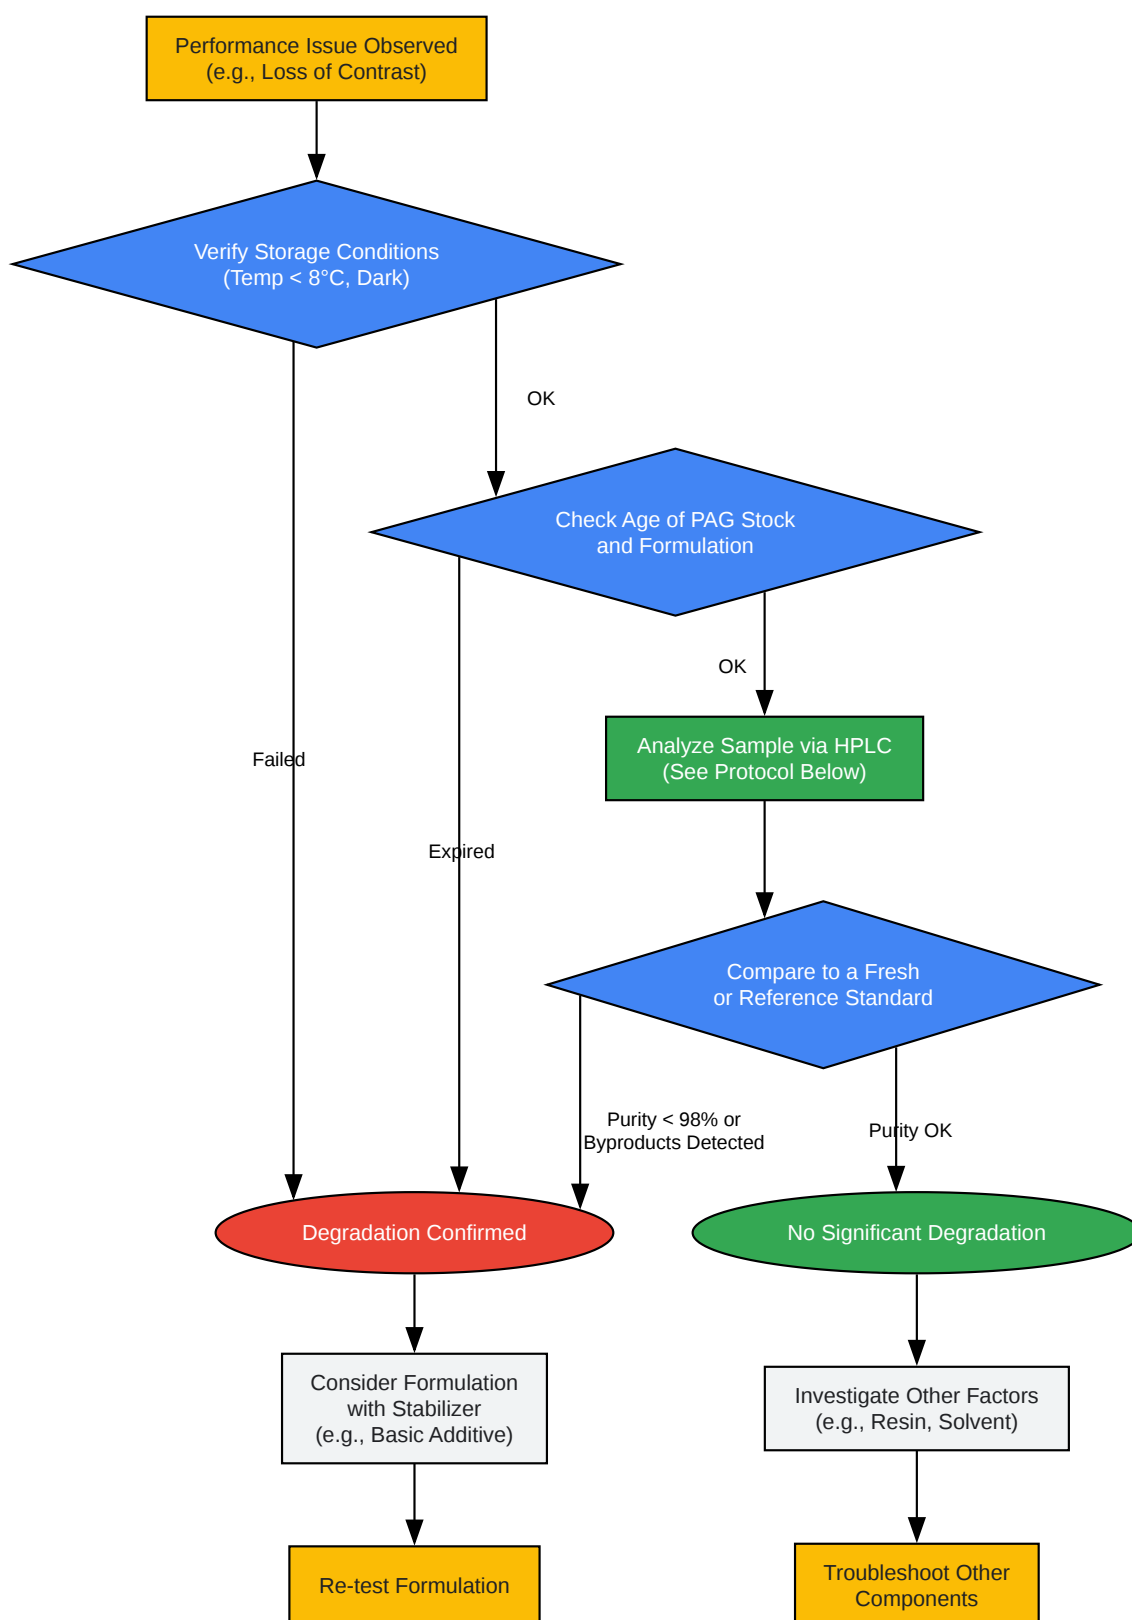 Performance Issue Observed
(e.g., Loss of Contrast)
Verify Storage Conditions
(Temp < 8°C, Dark)
OK
Check Age of PAG Stock
and Formulation
OK
Analyze Sample via HPLC
(See Protocol Below)
Failed
Expired
Compare to a Fresh
or Reference Standard
Purity < 98% or
Byproducts Detected
Purity OK
Degradation Confirmed
No Significant Degradation
Consider Formulation
with Stabilizer
(e.g., Basic Additive)
Investigate Other Factors
(e.g., Resin, Solvent)
Re-test Formulation
Troubleshoot Other
Components